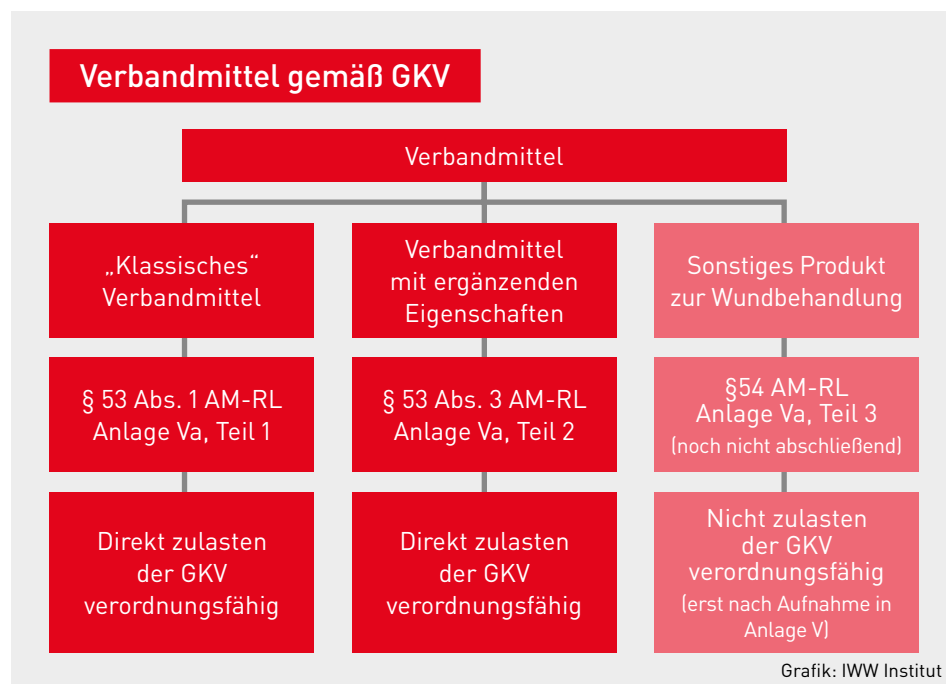 Verbandmittel gemäß GKV
Verbandmittel
„Klassisches“
Verbandmittel
Verbandmittel
mit ergänzenden
Eigenschaften
Sonstiges Produkt
zur Wundbehandlung
§ 53 Abs. 1 AM-RL
Anlage Va, Teil 1
§ 53 Abs. 3 AM-RL
Anlage Va, Teil 2
§54 AM-RL
Anlage Va, Teil 3
(noch nicht abschließend)
Direkt zulasten
der GKV
verordnungsfähig
Direkt zulasten
der GKV
verordnungsfähig
Nicht zulasten
der GKV
verordnungsfähig
(erst nach Aufnahme in
Anlage V)
Grafik: IWW Institut